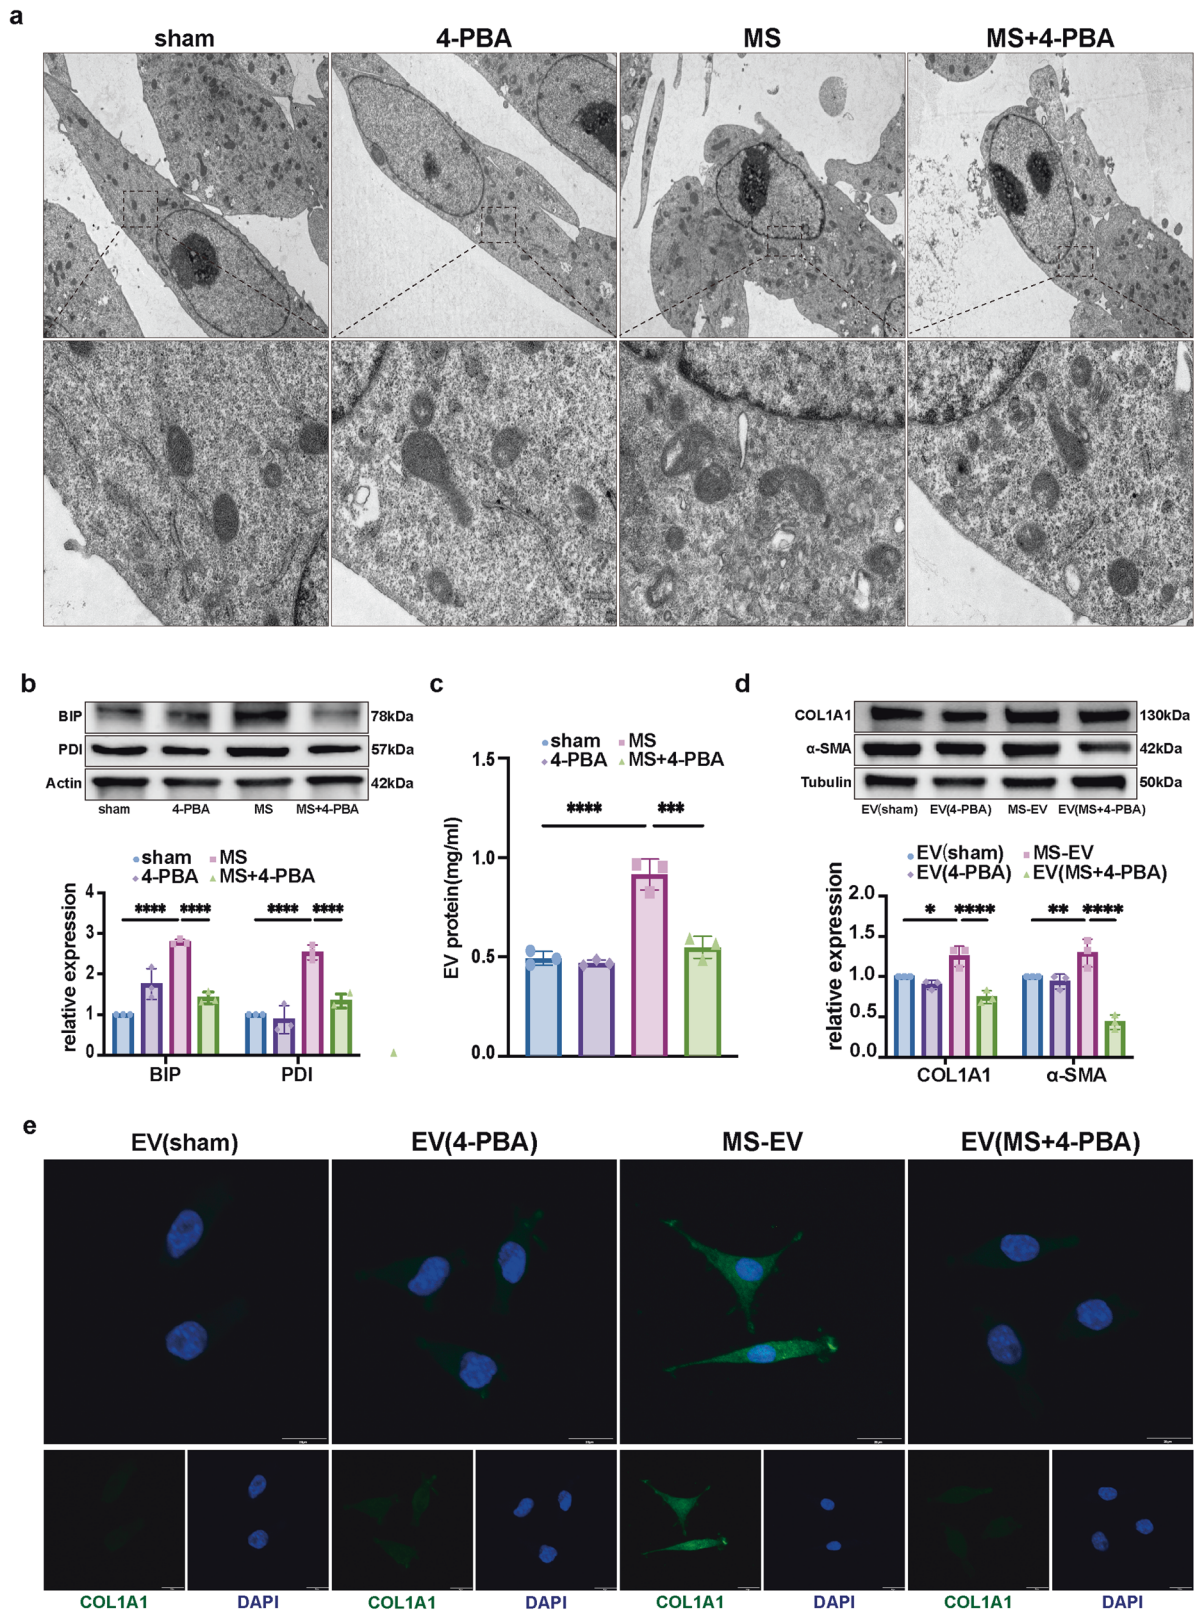 a
sham 4-PBA MS MS+4-PBA
b
BIP 78kDa
PDI 57kDa
Actin 42kDa
sham 4-PBA MS MS+4-PBA
sham MS
4-PBA MS+4-PBA
relative expression
4
3
2
1
0
**** **** **** ****
BIP PDI
c
sham MS
4-PBA MS+4-PBA
EV protein(mg/ml)
1.5
1.0
0.5
0.0
**** ***
d
COL1A1 130kDa
α-SMA 42kDa
Tubulin 50kDa
EV(sham) EV(4-PBA) MS-EV EV(MS+4-PBA)
EV(sham) MS-EV
EV(4-PBA) EV(MS+4-PBA)
relative expression
2.0
1.5
1.0
0.5
0.0
* **** ** ****
COL1A1 α-SMA
e
EV(sham) EV(4-PBA) MS-EV EV(MS+4-PBA)
COL1A1 DAPI COL1A1 DAPI COL1A1 DAPI COL1A1 DAPI